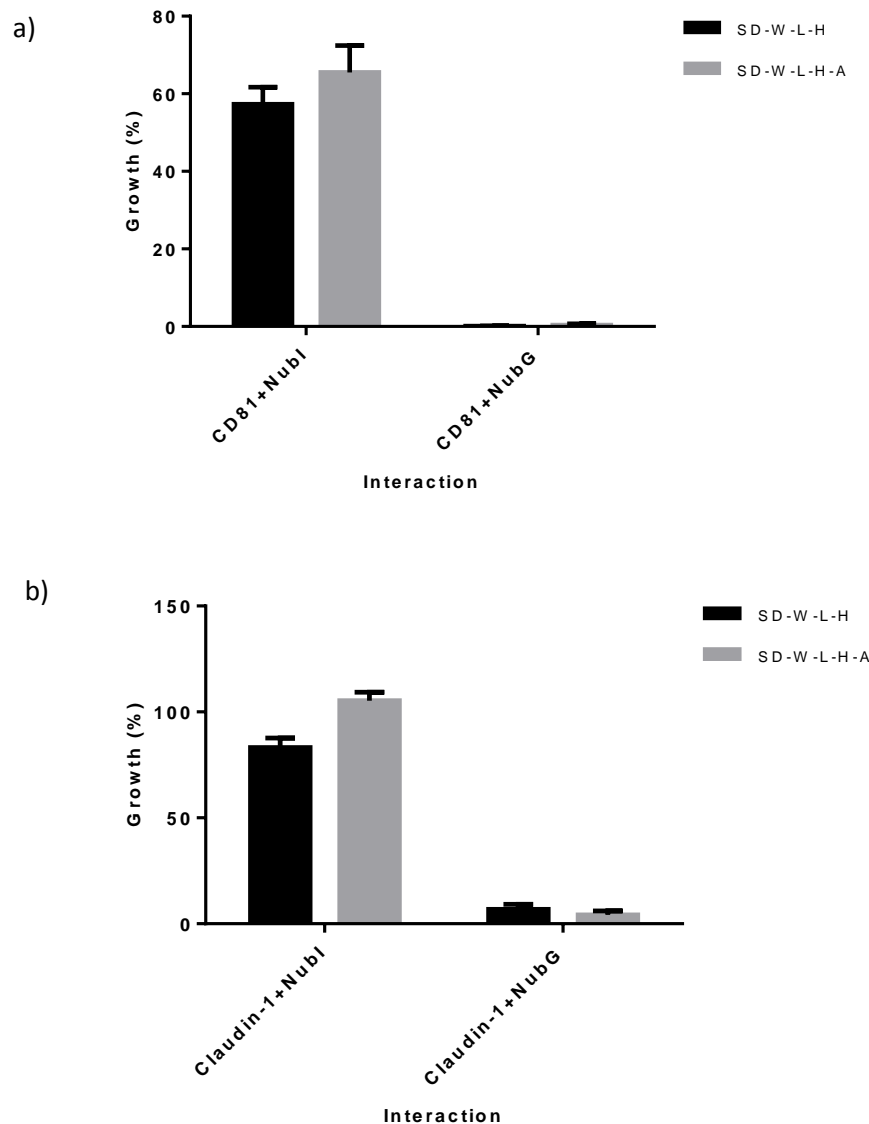 a)
80
60
40
20
0
Growth (%)
CD81+NubI
CD81+NubG
Interaction
SD-W-L-H
SD-W-L-H-A
b)
150
100
50
0
Growth (%)
Claudin-1+NubI
Claudin-1+NubG
Interaction
SD-W-L-H
SD-W-L-H-A